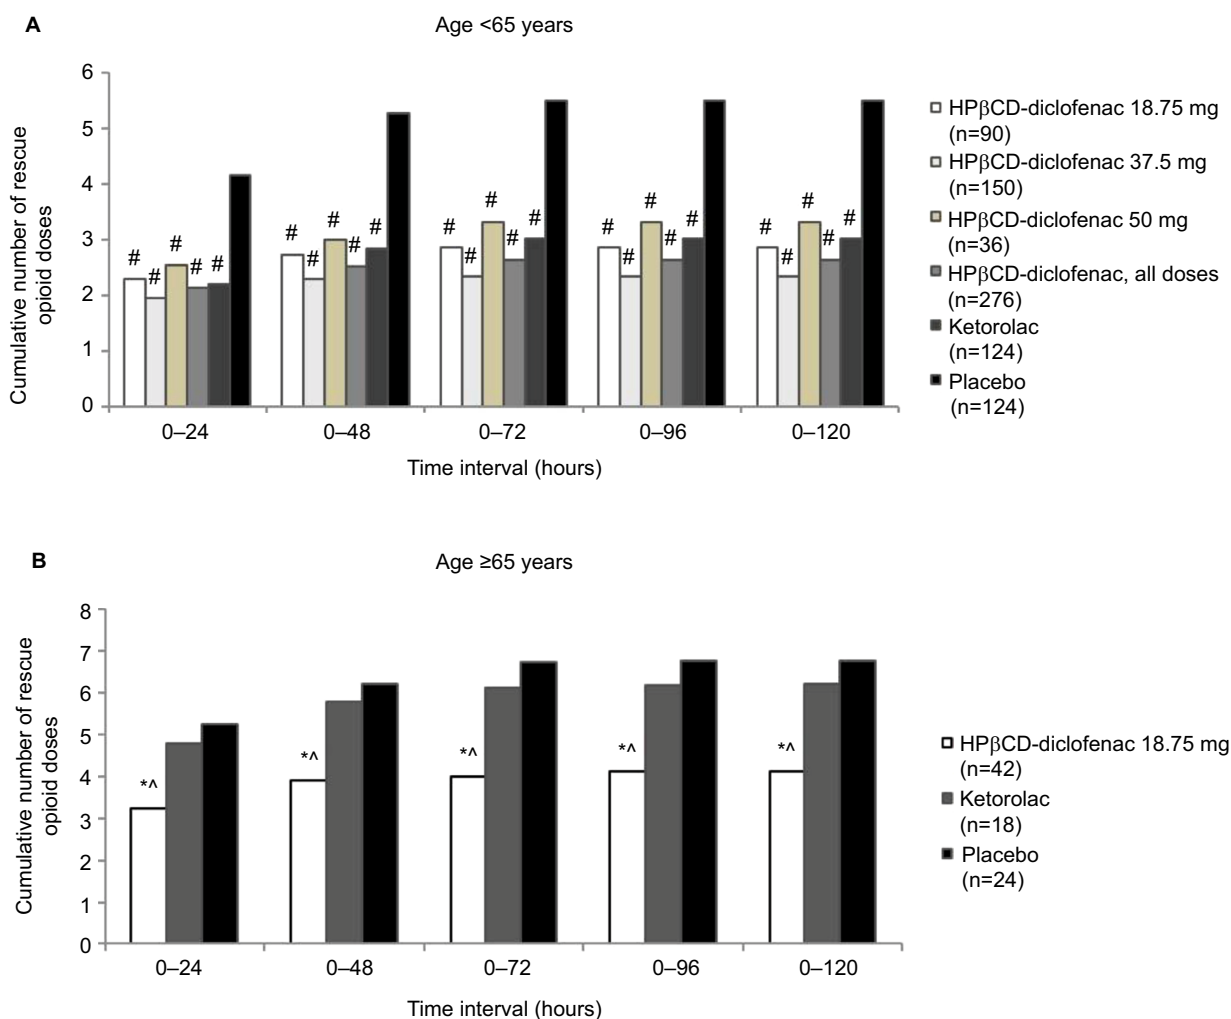 A
Age <65 years
Cumulative number of rescue
opioid doses
6
5
4
3
2
1
0
# # # # #
# # # # #
# # # # #
# # # # #
# # # # #
0–24 0–48 0–72 0–96 0–120
Time interval (hours)
HPβCD-diclofenac 18.75 mg
(n=90)
HPβCD-diclofenac 37.5 mg
(n=150)
HPβCD-diclofenac 50 mg
(n=36)
HPβCD-diclofenac, all doses
(n=276)
Ketorolac
(n=124)
Placebo
(n=124)
B
Age ≥65 years
Cumulative number of rescue
opioid doses
8
7
6
5
4
3
2
1
0
*^
*^
*^
*^
*^
0–24 0–48 0–72 0–96 0–120
Time interval (hours)
HPβCD-diclofenac 18.75 mg
(n=42)
Ketorolac
(n=18)
Placebo
(n=24)